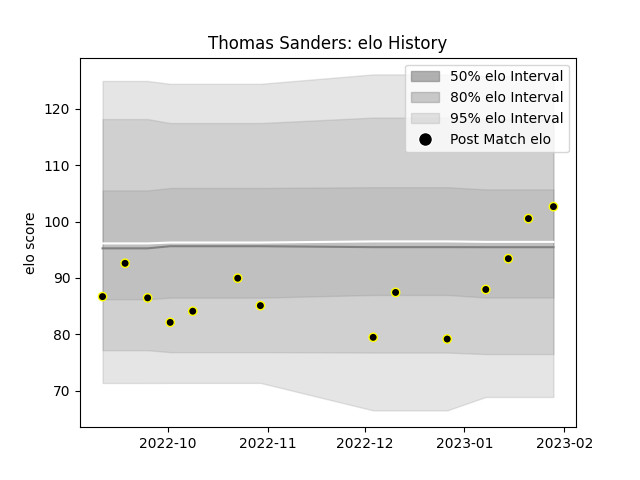 Thomas Sanders: elo History
50% elo Interval
80% elo Interval
95% elo Interval
Post Match elo
elo score
120
110
100
90
80
70
2022-10
2022-11
2022-12
2023-01
2023-02